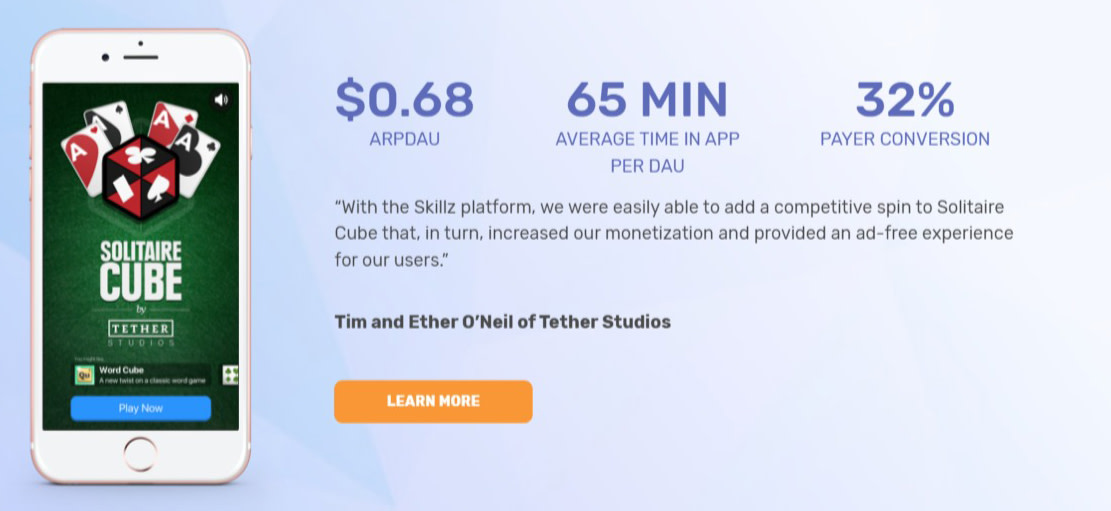 $0.68
ARPDAU
65 MIN
AVERAGE TIME IN APP
PER DAU
32%
PAYER CONVERSION
“With the Skillz platform, we were easily able to add a competitive spin to Solitaire
Cube that, in turn, increased our monetization and provided an ad-free experience
for our users.”
Tim and Ether O’Neil of Tether Studios
LEARN MORE
A
A
A
A
SOLITAIRE
CUBE
by
TETHER
STUDIOS
Qu
Word Cube
A new twist on a classic word game
Play Now